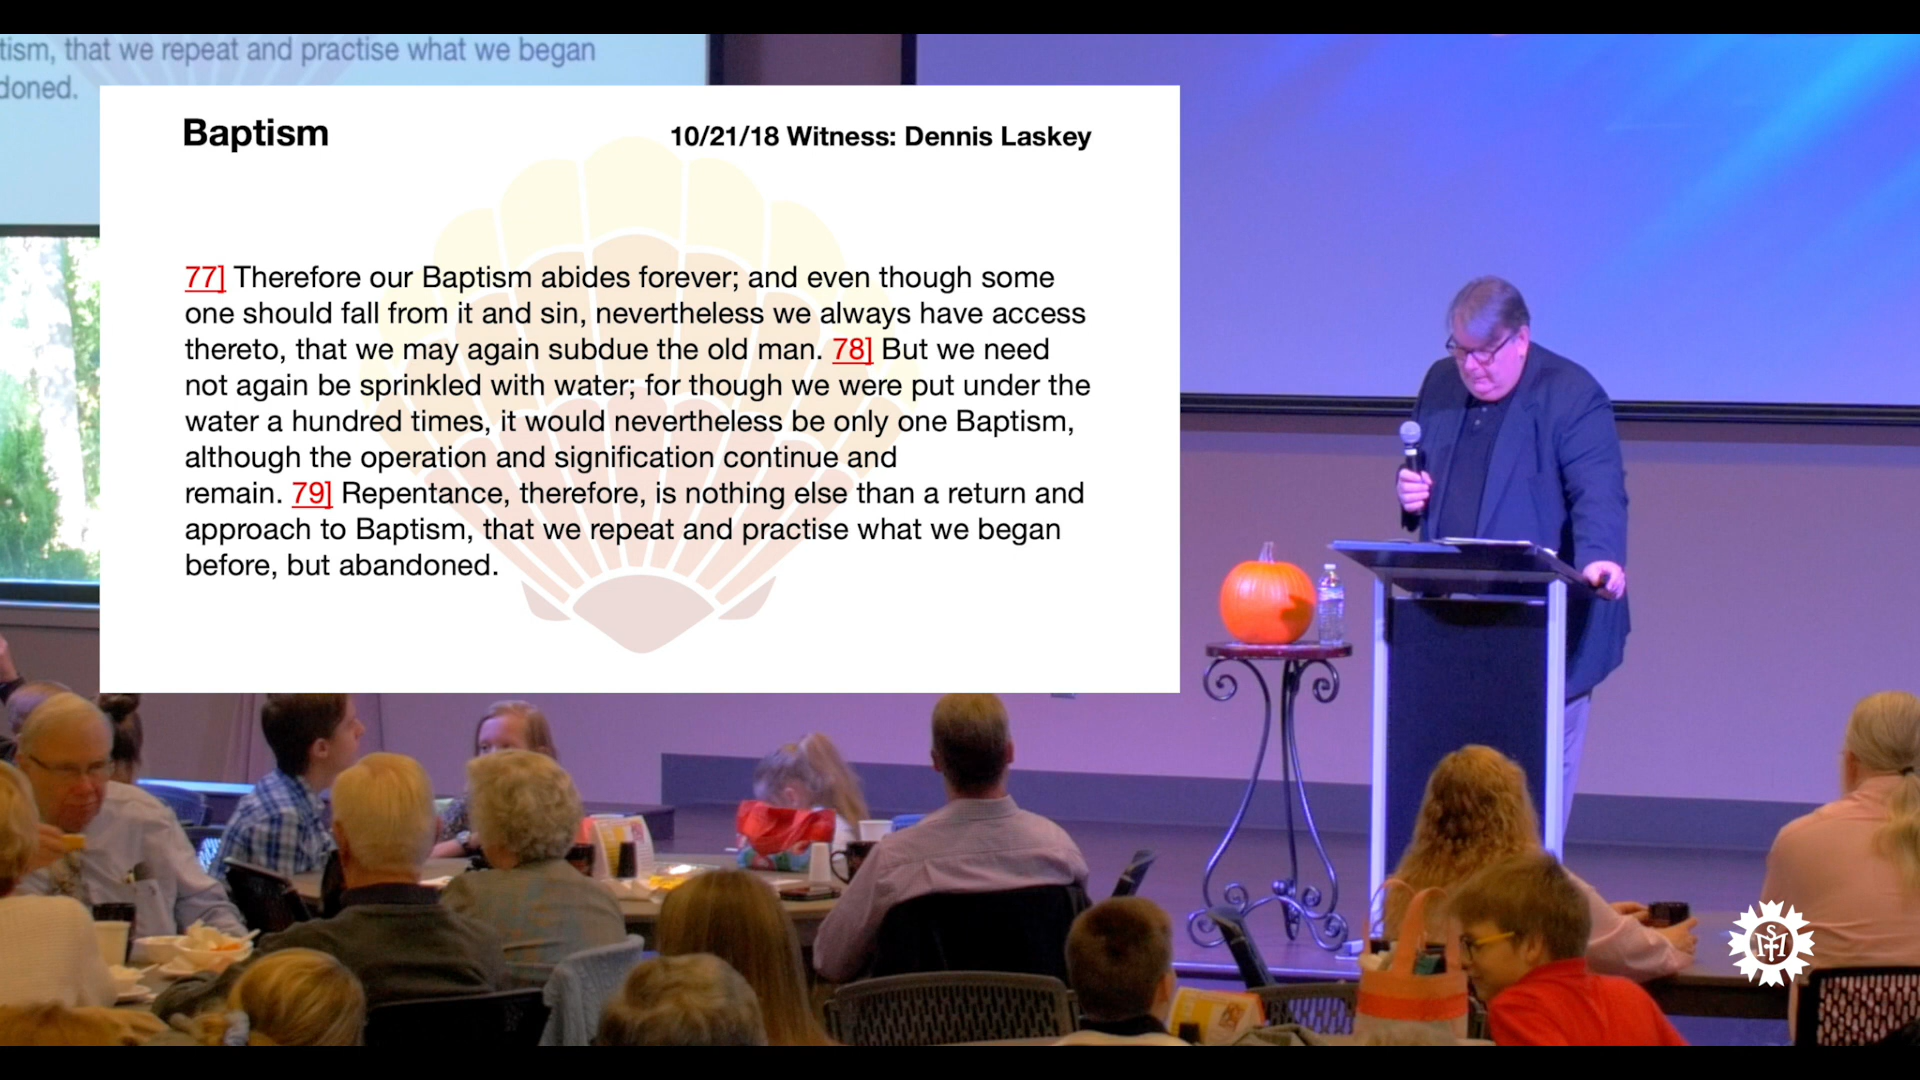 tism, that we repeat and practise what we began
doned.
Baptism
10/21/18 Witness: Dennis Laskey
77] Therefore our Baptism abides forever; and even though some
one should fall from it and sin, nevertheless we always have access
thereto, that we may again subdue the old man. 78] But we need
not again be sprinkled with water; for though we were put under the
water a hundred times, it would nevertheless be only one Baptism,
although the operation and signification continue and
remain. 79] Repentance, therefore, is nothing else than a return and
approach to Baptism, that we repeat and practise what we began
before, but abandoned.